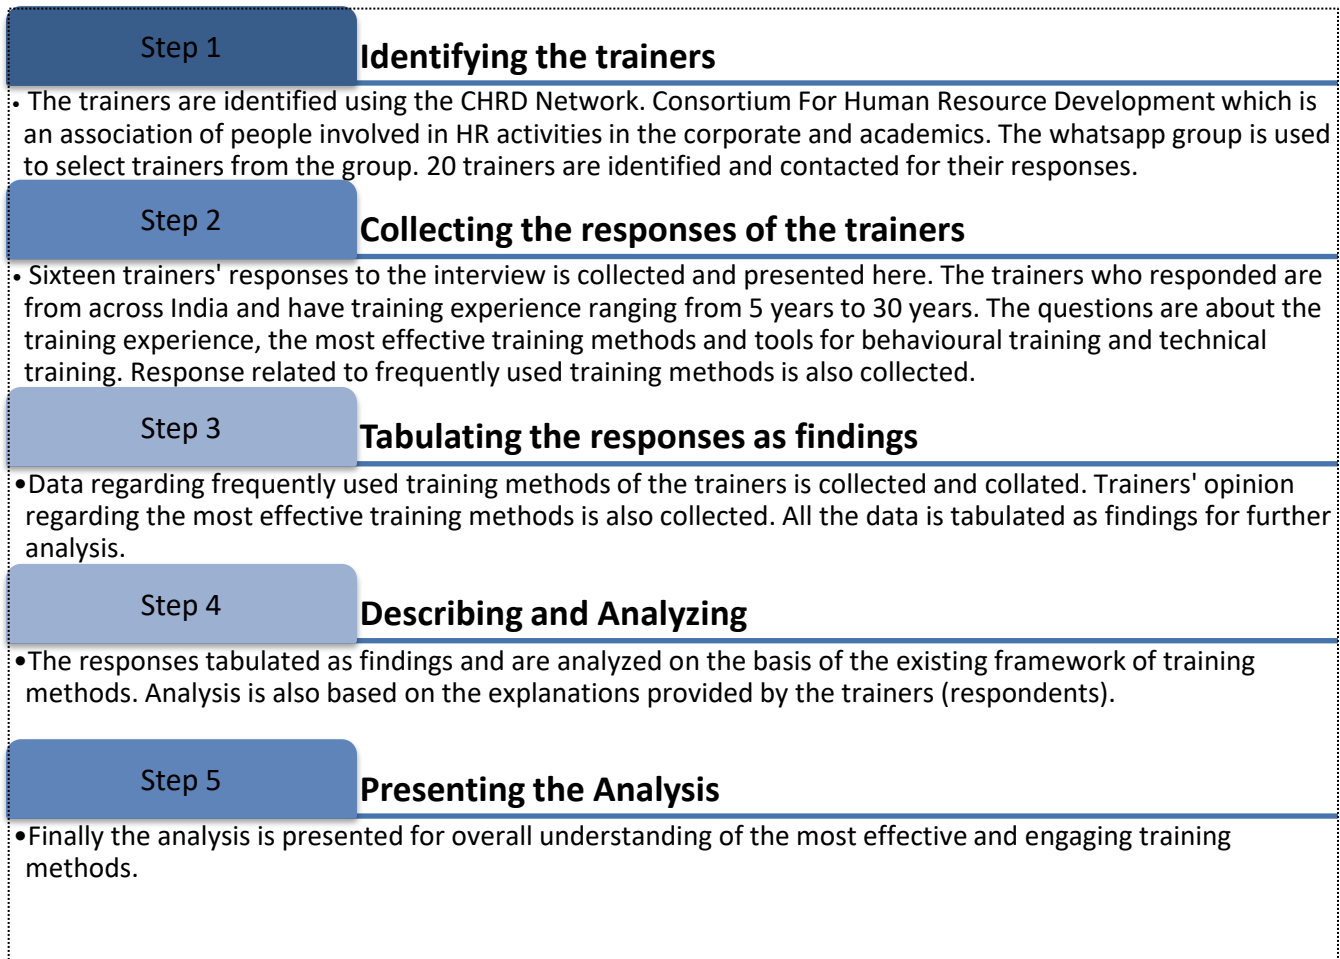 Step 1
Identifying the trainers
• The trainers are identified using the CHRD Network. Consortium For Human Resource Development which is
an association of people involved in HR activities in the corporate and academics. The whatsapp group is used
to select trainers from the group. 20 trainers are identified and contacted for their responses.
Step 2
Collecting the responses of the trainers
• Sixteen trainers' responses to the interview is collected and presented here. The trainers who responded are
from across India and have training experience ranging from 5 years to 30 years. The questions are about the
training experience, the most effective training methods and tools for behavioural training and technical
training. Response related to frequently used training methods is also collected.
Step 3
Tabulating the responses as findings
•Data regarding frequently used training methods of the trainers is collected and collated. Trainers' opinion
regarding the most effective training methods is also collected. All the data is tabulated as findings for further
analysis.
Step 4
Describing and Analyzing
•The responses tabulated as findings and are analyzed on the basis of the existing framework of training
methods. Analysis is also based on the explanations provided by the trainers (respondents).
Step 5
Presenting the Analysis
•Finally the analysis is presented for overall understanding of the most effective and engaging training
methods.